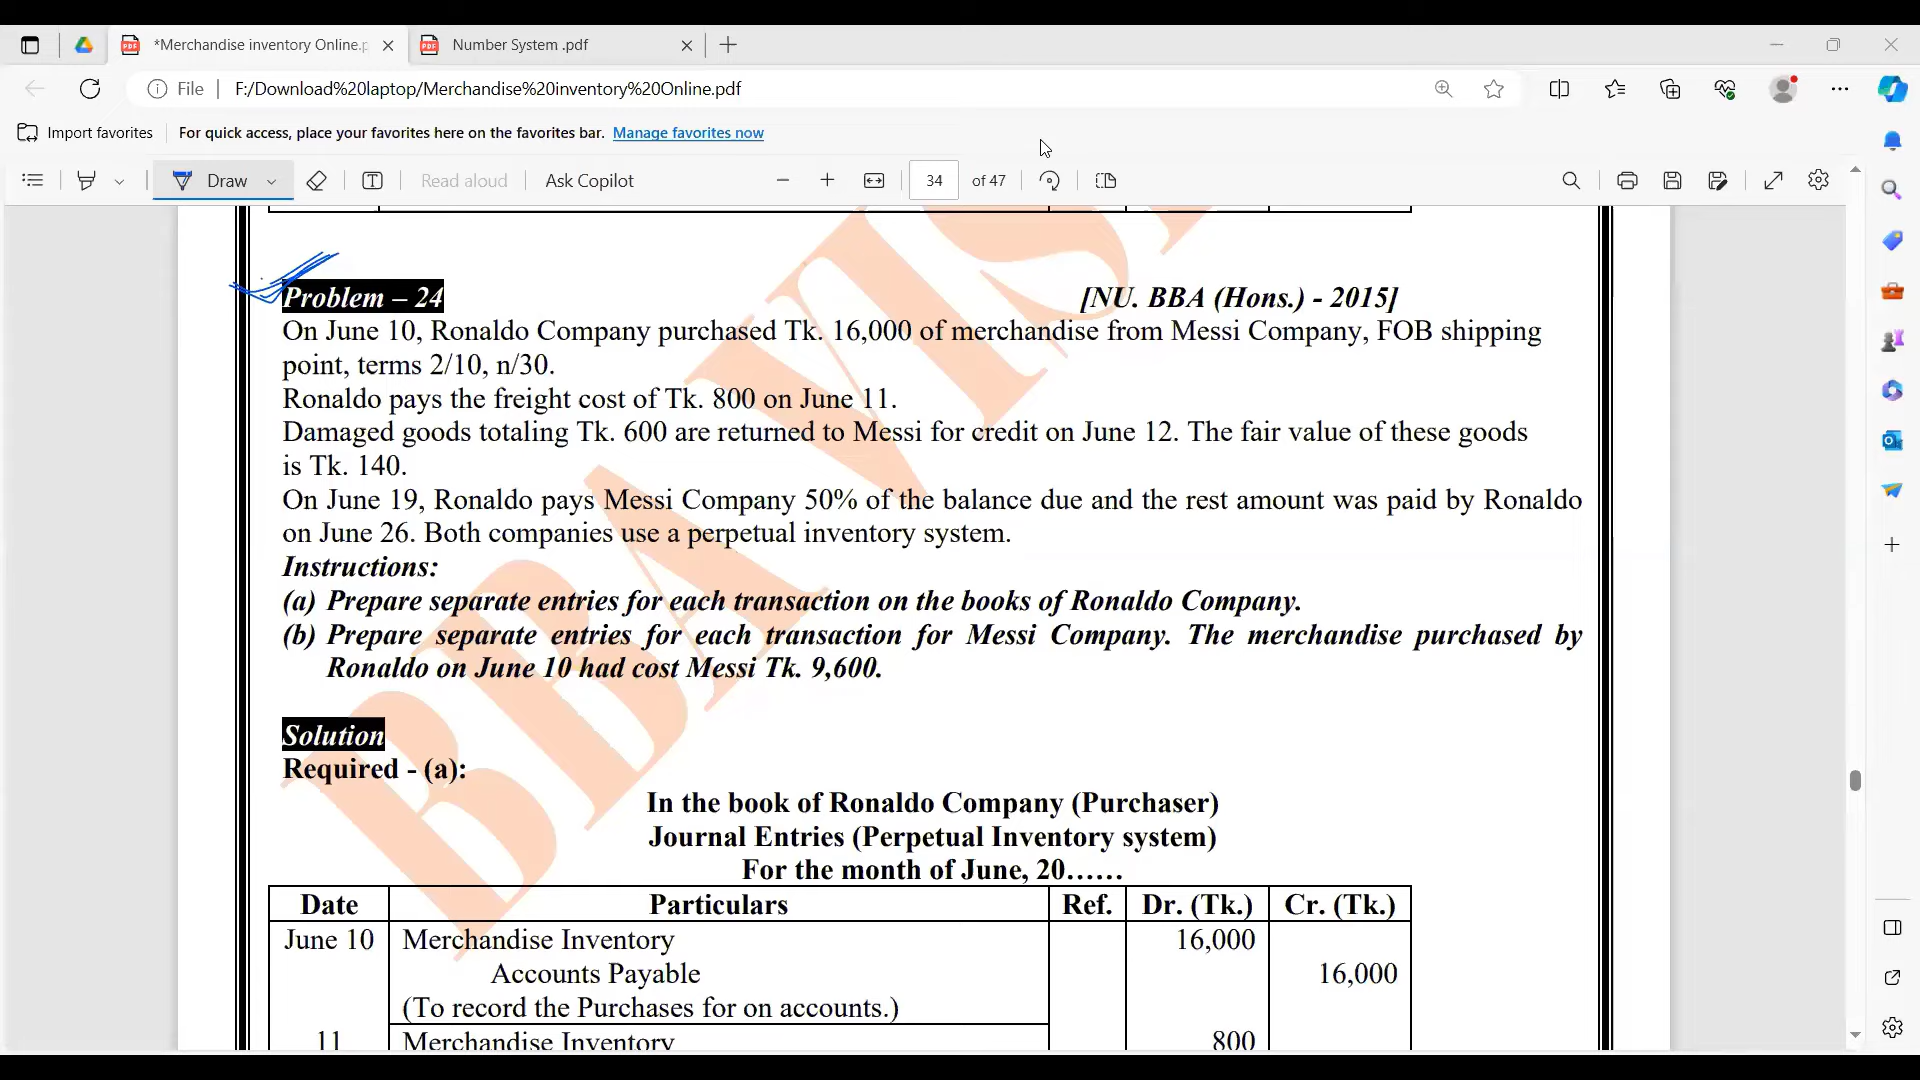 *Merchandise inventory Online.p
Number System .pdf
File
F:/Download%20laptop/Merchandise%20inventory%20Online.pdf
Import favorites
For quick access, place your favorites here on the favorites bar. Manage favorites now
Draw
Read aloud
Ask Copilot
34 of 47
Problem – 24 [NU. BBA (Hons.) - 2015]
On June 10, Ronaldo Company purchased Tk. 16,000 of merchandise from Messi Company, FOB shipping
point, terms 2/10, n/30.
Ronaldo pays the freight cost of Tk. 800 on June 11.
Damaged goods totaling Tk. 600 are returned to Messi for credit on June 12. The fair value of these goods
is Tk. 140.
On June 19, Ronaldo pays Messi Company 50% of the balance due and the rest amount was paid by Ronaldo
on June 26. Both companies use a perpetual inventory system.
Instructions:
(a) Prepare separate entries for each transaction on the books of Ronaldo Company.
(b) Prepare separate entries for each transaction for Messi Company. The merchandise purchased by
Ronaldo on June 10 had cost Messi Tk. 9,600.
Solution
Required - (a):
In the book of Ronaldo Company (Purchaser)
Journal Entries (Perpetual Inventory system)
For the month of June, 20......
Date Particulars Ref. Dr. (Tk.) Cr. (Tk.)
June 10 Merchandise Inventory 16,000
Accounts Payable 16,000
(To record the Purchases for on accounts.)
11 Merchandise Inventory 800
BBA VIS